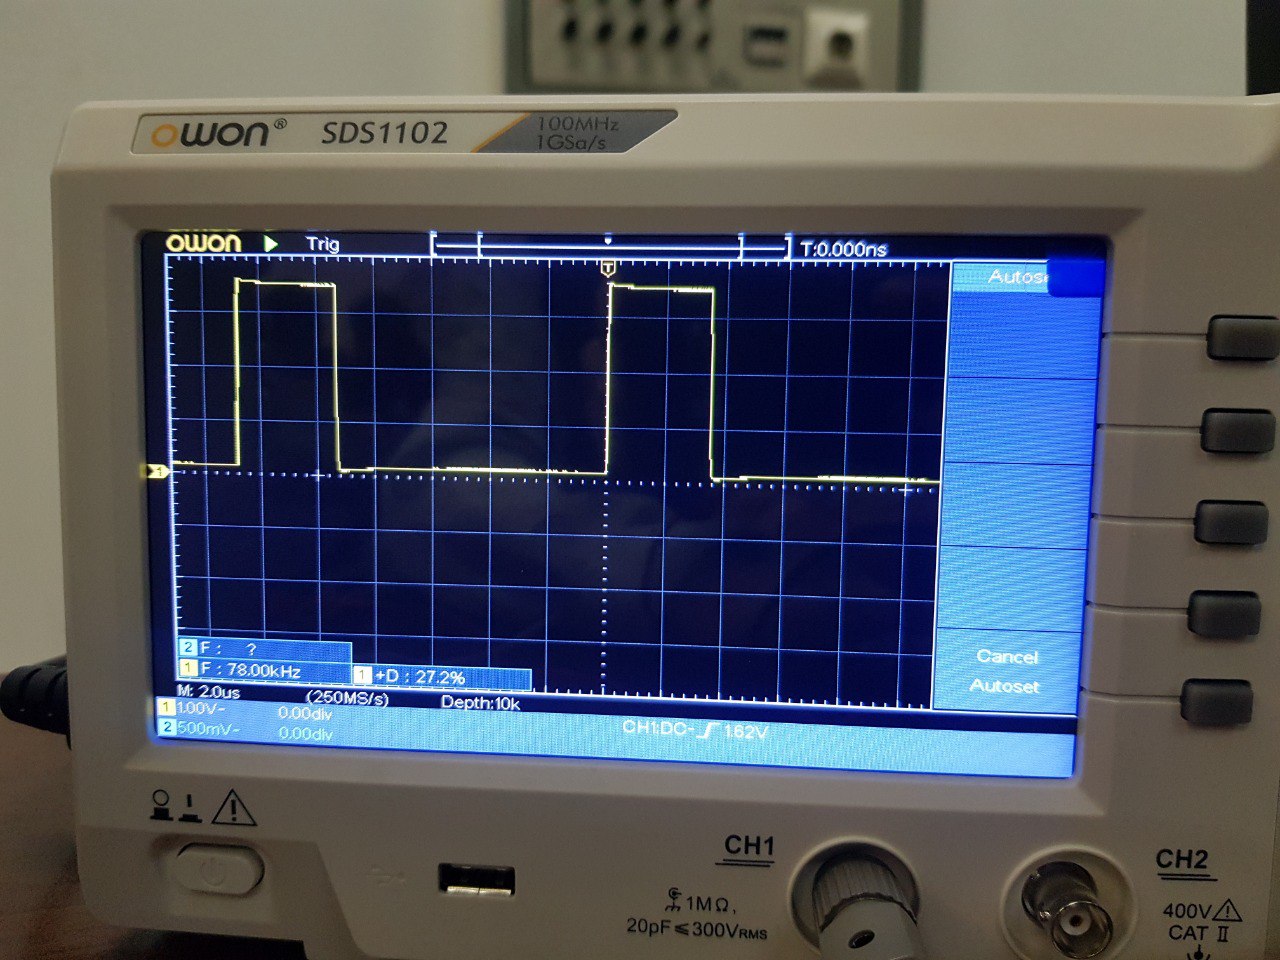 owon® SDS1102 100MHz
1GSa/s
owon Trig T:0.000ns
T
1
2 F : ?
1 F : 78.00kHz 1 +D : 27.2%
M: 2.0us (250MS/s) Depth:10k
1 1.00V~ 0.00div
2 500mV~ 0.00div
CH1:DC- 1.62V
Cancel
Autoset
CH1
1MΩ,
20pF≤300VRMS
CH2
400V
CAT II